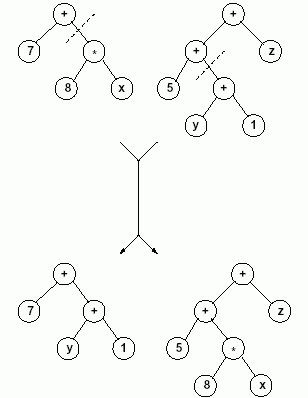 + +
7 * + z
8 x 5 +
y 1
+ +
7 + + z
y 1 5 *
8 x